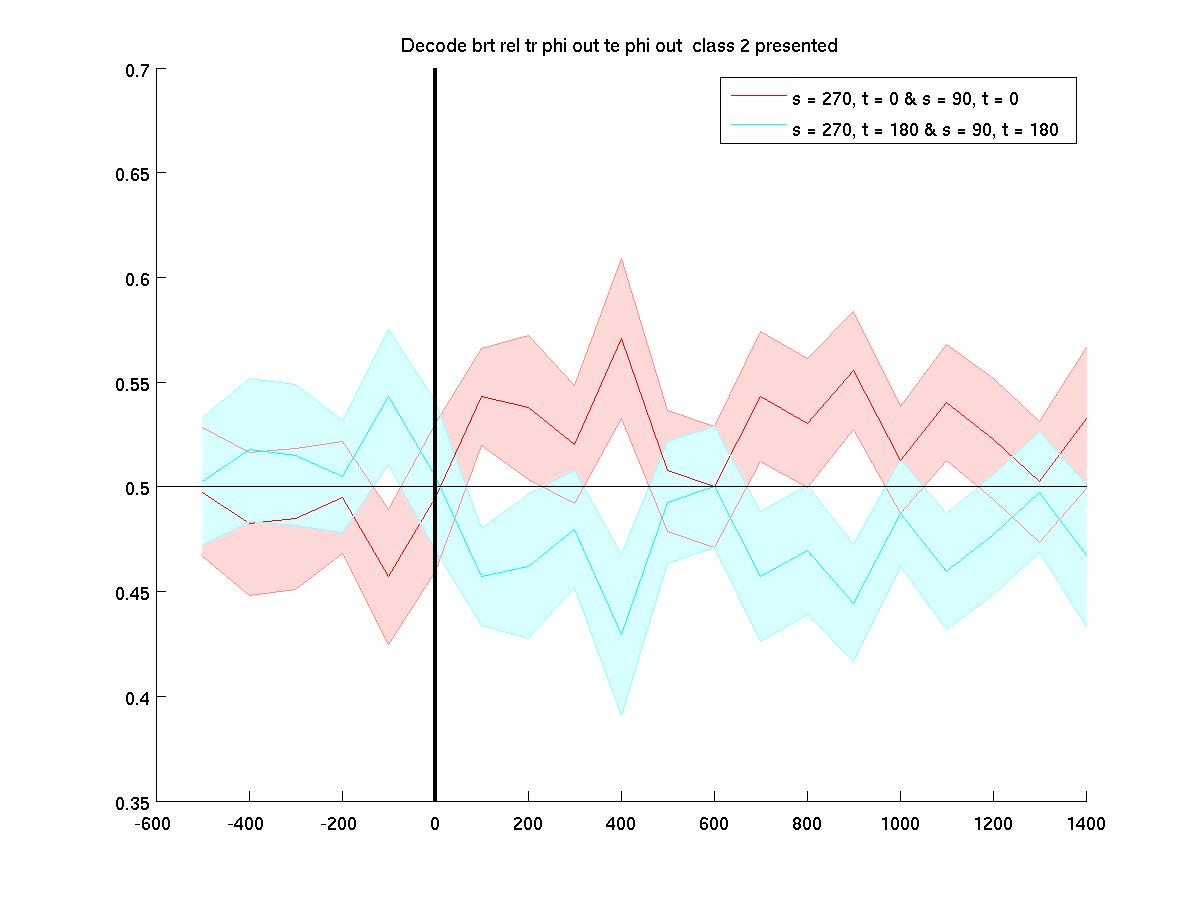 Decode brt rel tr phi out te phi out  class 2 presented
s = 270, t = 0 & s = 90, t = 0
s = 270, t = 180 & s = 90, t = 180
0.7
0.65
0.6
0.55
0.5
0.45
0.4
0.35
-600 -400 -200 0 200 400 600 800 1000 1200 1400